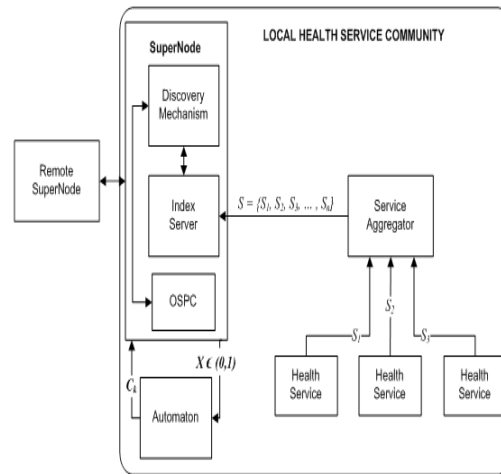 LOCAL HEALTH SERVICE COMMUNITY
SuperNode
Discovery
Mechanism
Remote
SuperNode
Index
Server
S = {S1, S2, S3, ... , Sn}
Service
Aggregator
OSPC
S1
S2
S3
X ϵ (0,1)
Ck
Automaton
Health
Service
Health
Service
Health
Service